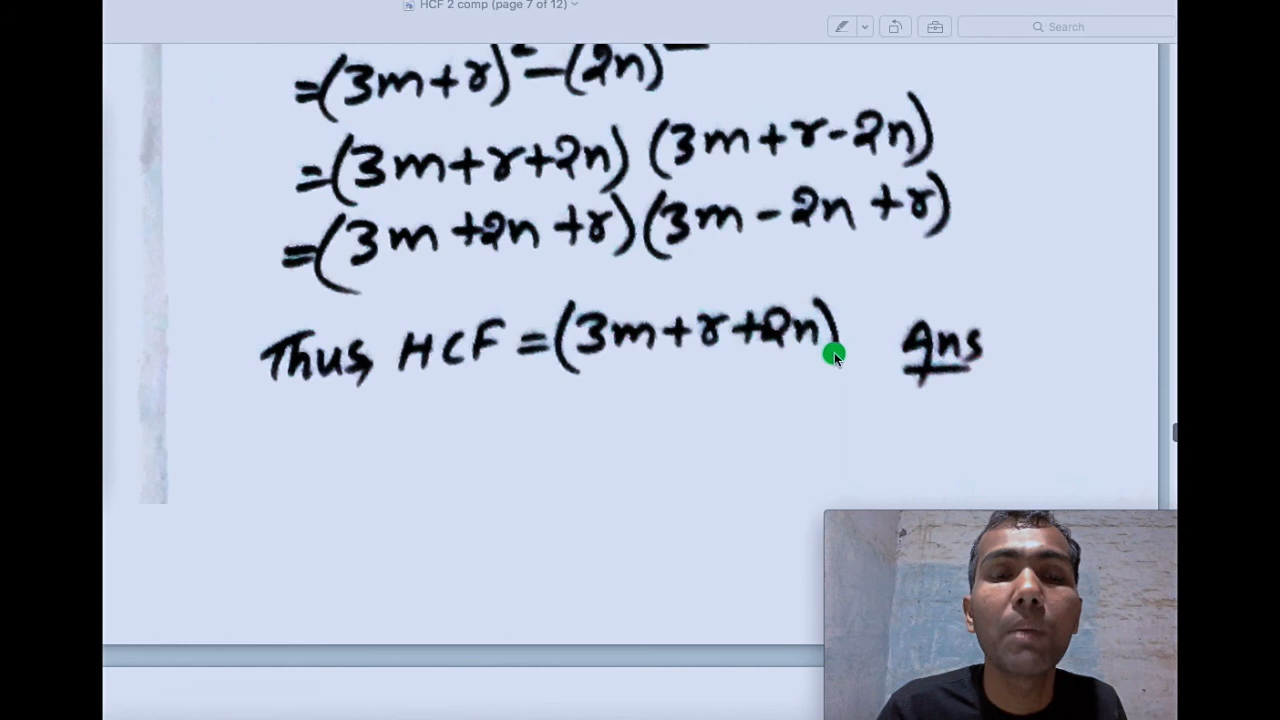 HCF 2 comp (page 7 of 12)
Search
=(3m+r)²-(2n)²
=(3m+r+2n) (3m+r-2n)
=(3m+2n+r)(3m-2n+r)
Thus, HCF =(3m+r+2n) Ans